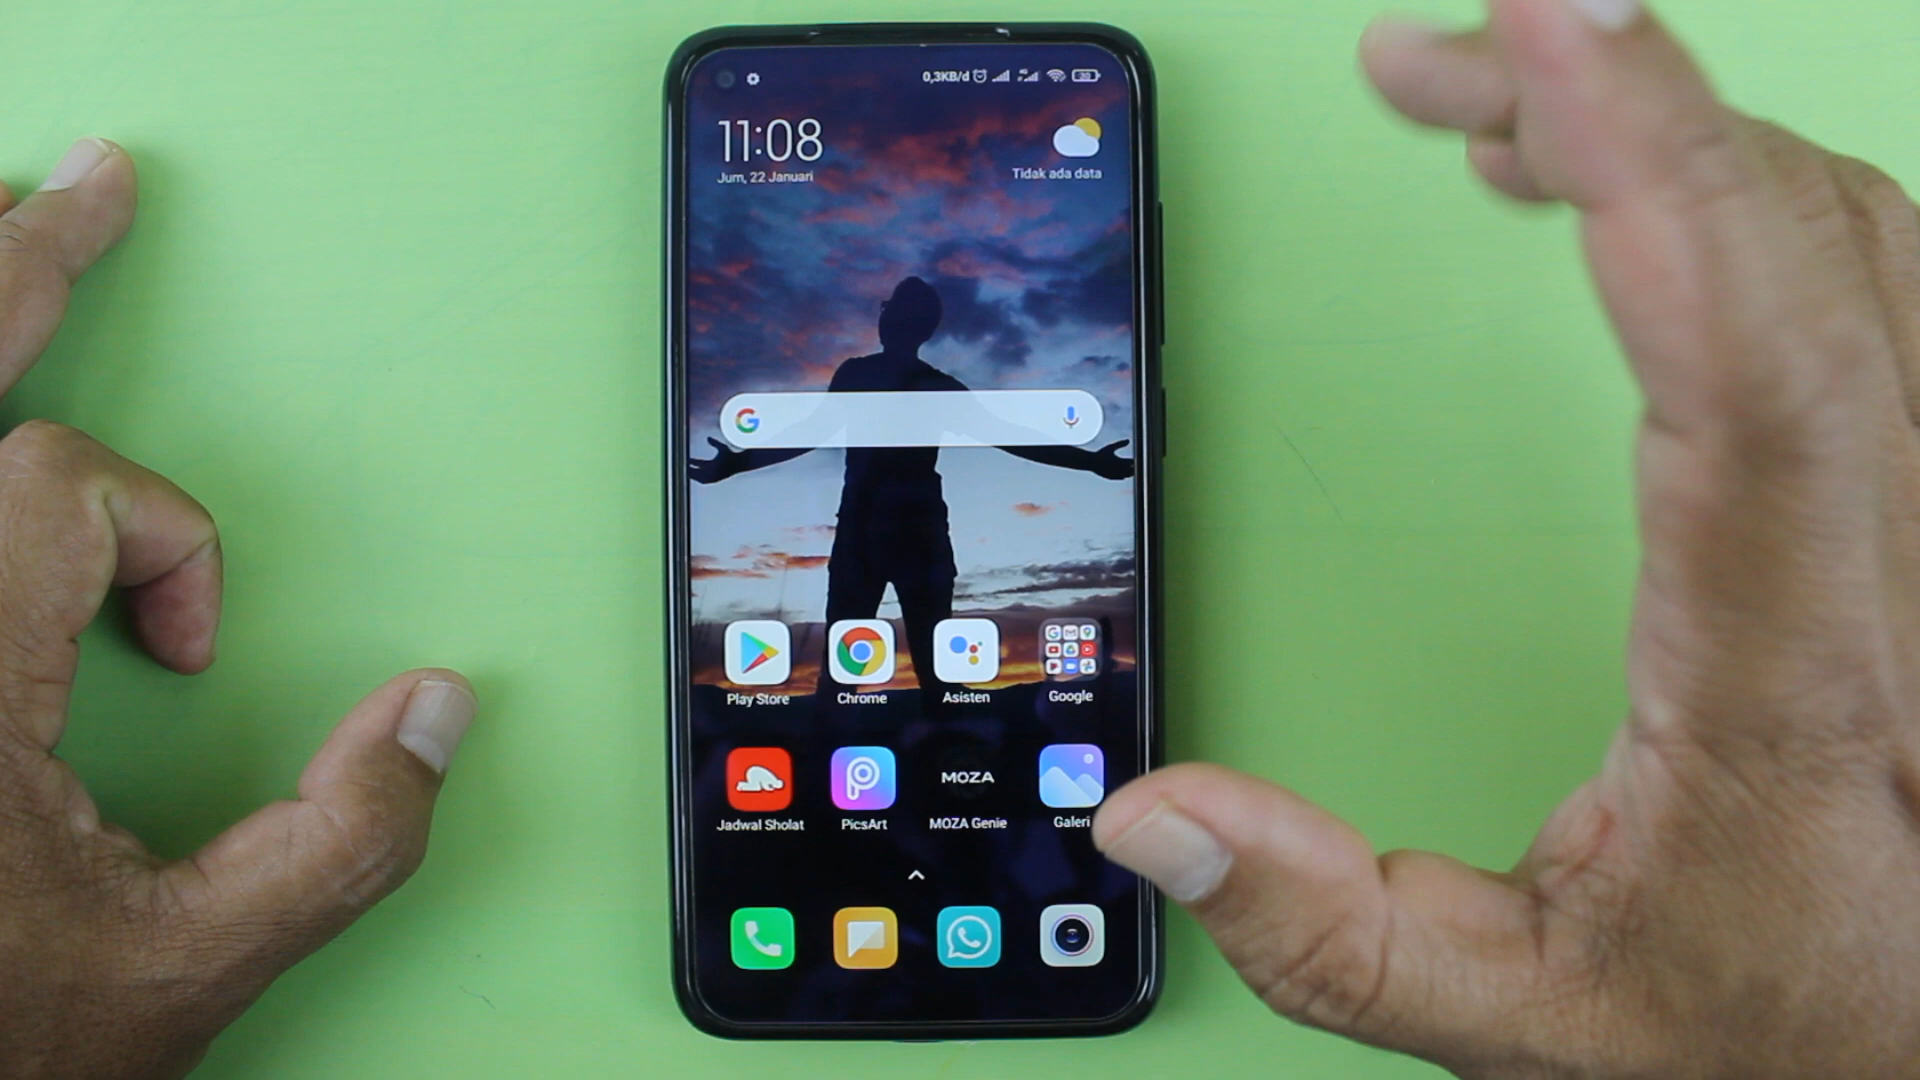 0,3KB/d
20
11:08
Jum, 22 Januari
Tidak ada data
Play Store
Chrome
Asisten
Google
MOZA
Jadwal Sholat
PicsArt
MOZA Genie
Galeri